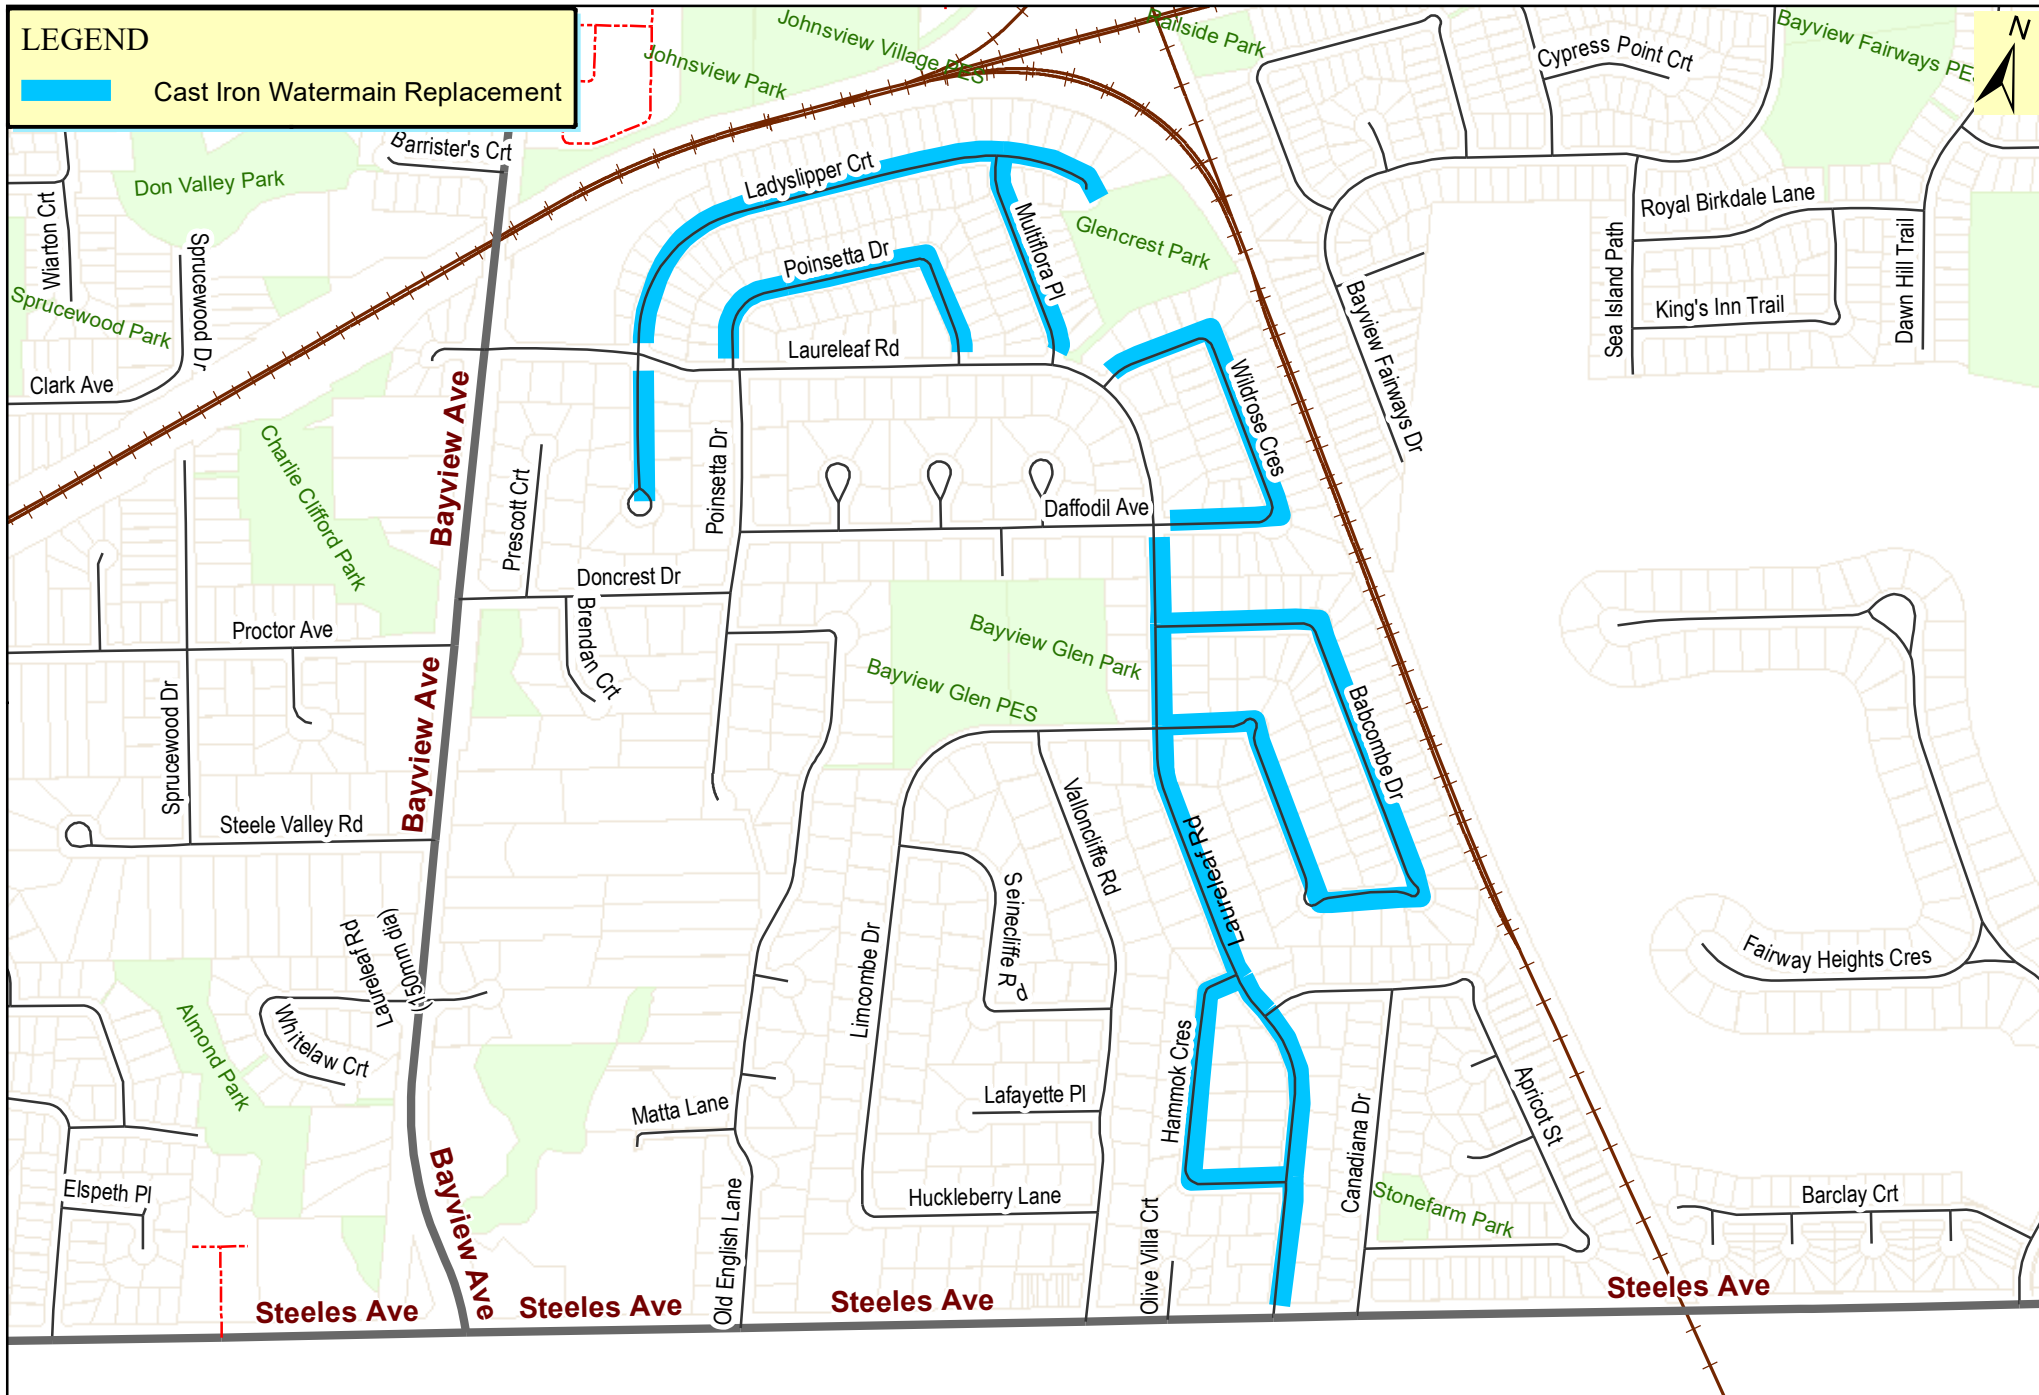 LEGEND
Cast Iron Watermain Replacement
N
Johnsview Village PES
Johnsview Park
Railside Park
Cypress Point Crt
Bayview Fairways PES
Barrister's Crt
Don Valley Park
Wiarton Crt
Sprucewood Dr
Sprucewood Park
Clark Ave
Ladyslipper Crt
Poinsetta Dr
Multiflora Pl
Glencrest Park
Laureleaf Rd
Wildrose Cres
Bayview Fairways Dr
Sea Island Path
Royal Birkdale Lane
King's Inn Trail
Dawn Hill Trail
Charlie Clifford Park
Bayview Ave
Prescott Crt
Poinsetta Dr
Daffodil Ave
Doncrest Dr
Brendan Crt
Proctor Ave
Sprucewood Dr
Bayview Ave
Steele Valley Rd
Bayview Glen Park
Bayview Glen PES
Babcombe Dr
Valloncliffe Rd
Laureleaf Rd
Seinecliffe Rd
Limcombe Dr
Laureleaf Rd
(150mm dia)
Whitelaw Crt
Almond Park
Fairway Heights Cres
Hammok Cres
Lafayette Pl
Matta Lane
Canadiana Dr
Apricot St
Elspeth Pl
Bayview Ave
Old English Lane
Huckleberry Lane
Olive Villa Crt
Stonefarm Park
Barclay Crt
Steeles Ave
Steeles Ave
Steeles Ave
Steeles Ave